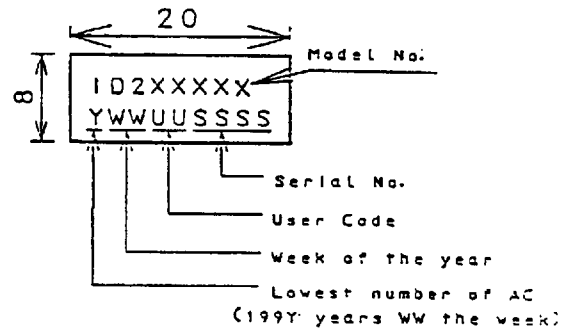 20
8
Model No.
1D2XXXXX
YWWUUSSSS
Serial No.
User Code
Week of the year
Lowest number of AC
(199Y years WW the week)